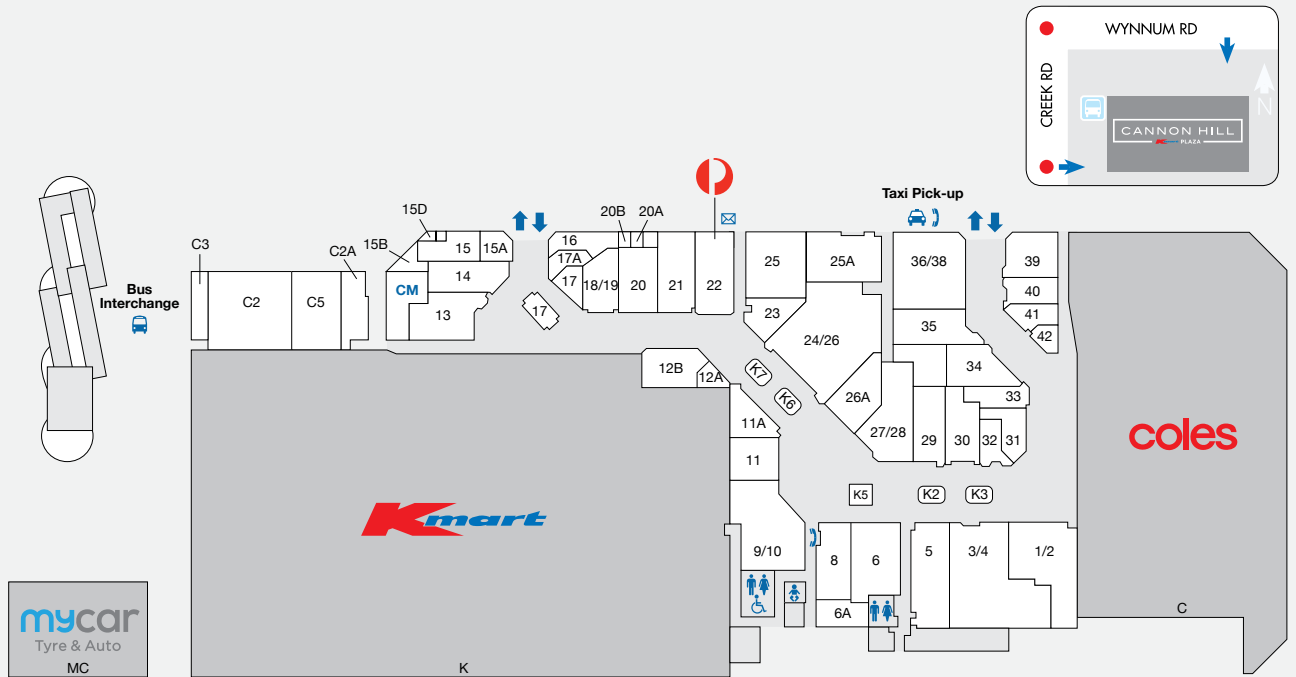 WYNNUM RD
CREEK RD
N
CANNON HILL
Kmart PLAZA
Taxi Pick-up
20B
20A
15D
15B
C3
C2A
15
15A
16
17A
17
18/19
20
21
22
25
25A
36/38
39
40
41
42
Bus
Interchange
C2
C5
CM
14
13
17
23
24/26
35
34
33
12B
12A
K7
K6
26A
27/28
29
30
32
31
11A
11
coles
K5
K2
K3
Kmart
9/10
8
6
5
3/4
1/2
6A
mycar
Tyre & Auto
MC
K
C